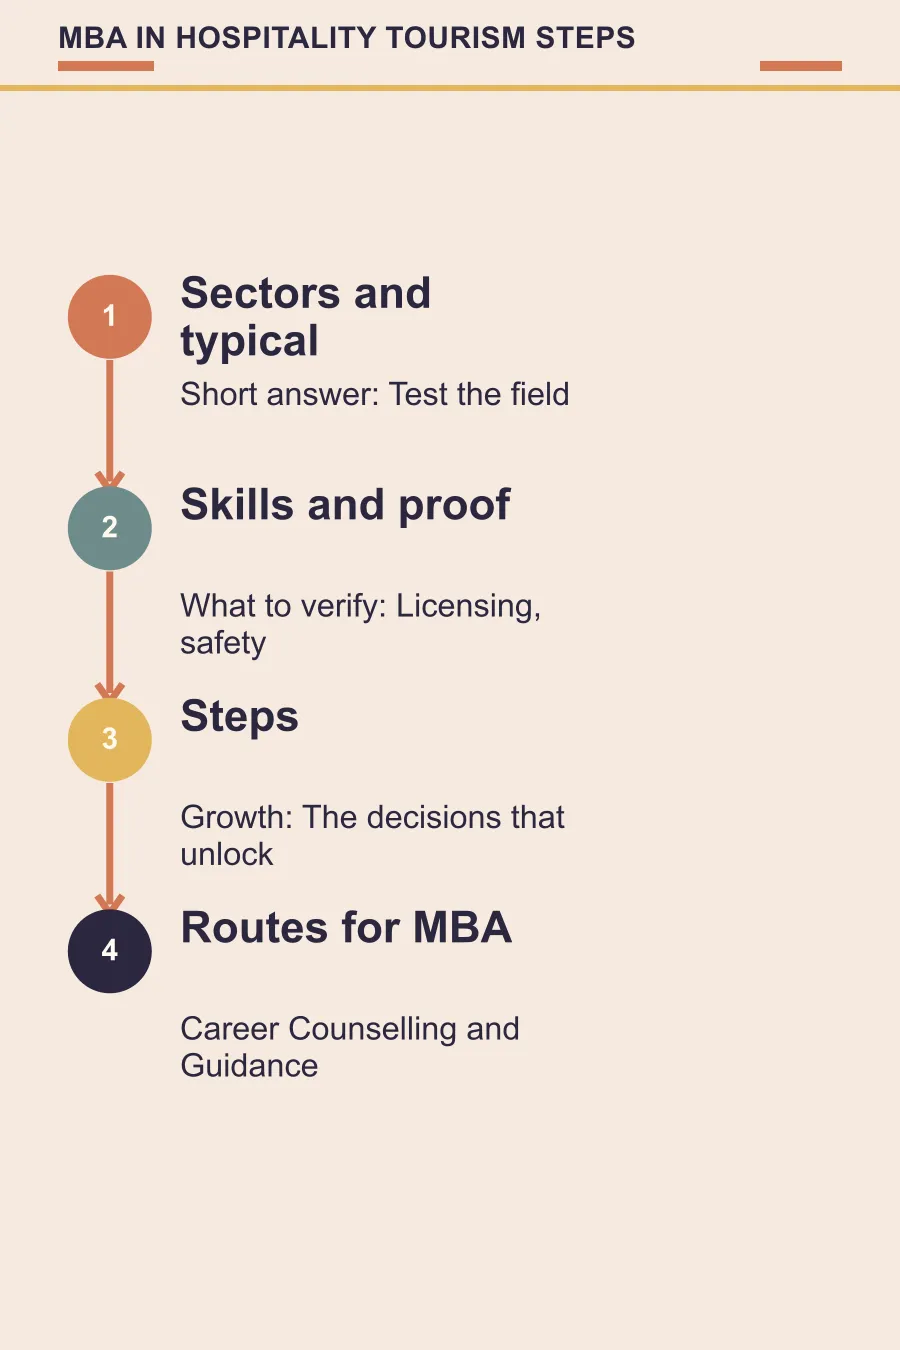 MBA IN HOSPITALITY TOURISM STEPS
1
Sectors and
typical
Short answer: Test the field
2
Skills and proof
What to verify: Licensing,
safety
3
Steps
Growth: The decisions that
unlock
4
Routes for MBA
Career Counselling and
Guidance